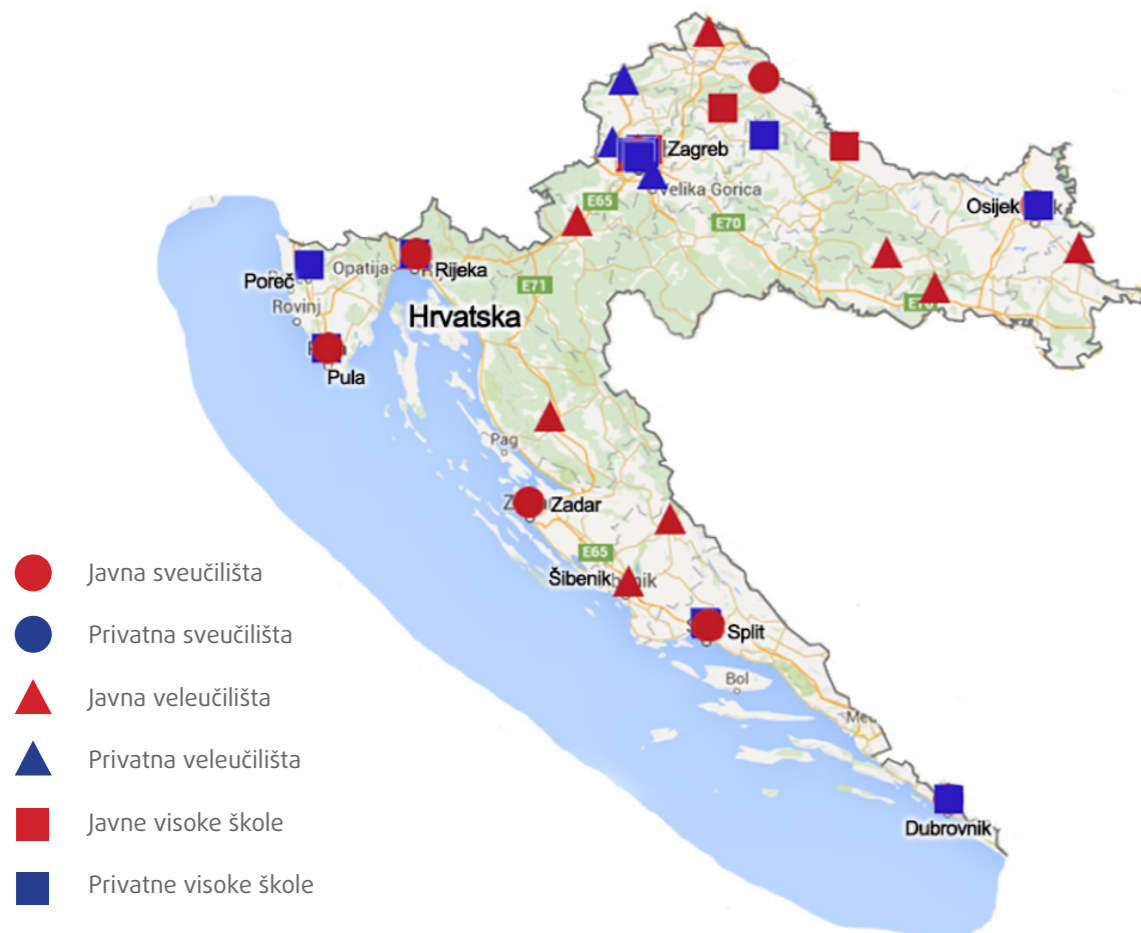 Zagreb
Velika Gorica
E65
E70
Osijek
Poreč
Opatija
Rijeka
Rovinj
E71
Hrvatska
Pula
Pag
Zadar
E65
Šibenik
Split
Bol
Dubrovnik
Javna sveučilišta
Privatna sveučilišta
Javna veleučilišta
Privatna veleučilišta
Javne visoke škole
Privatne visoke škole